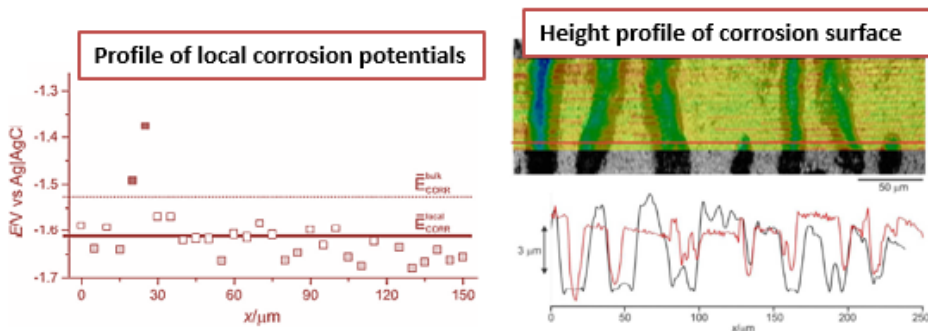 Profile of local corrosion potentials
Height profile of corrosion surface
-1.3
-1.4
-1.5
-1.6
-1.7
E/V vs Ag|AgCl
E̅ bulk CORR
E̅ local CORR
0 30 60 90 120 150
x/µm
50 µm
3 µm
0 50 100 150 200 250
x/µm